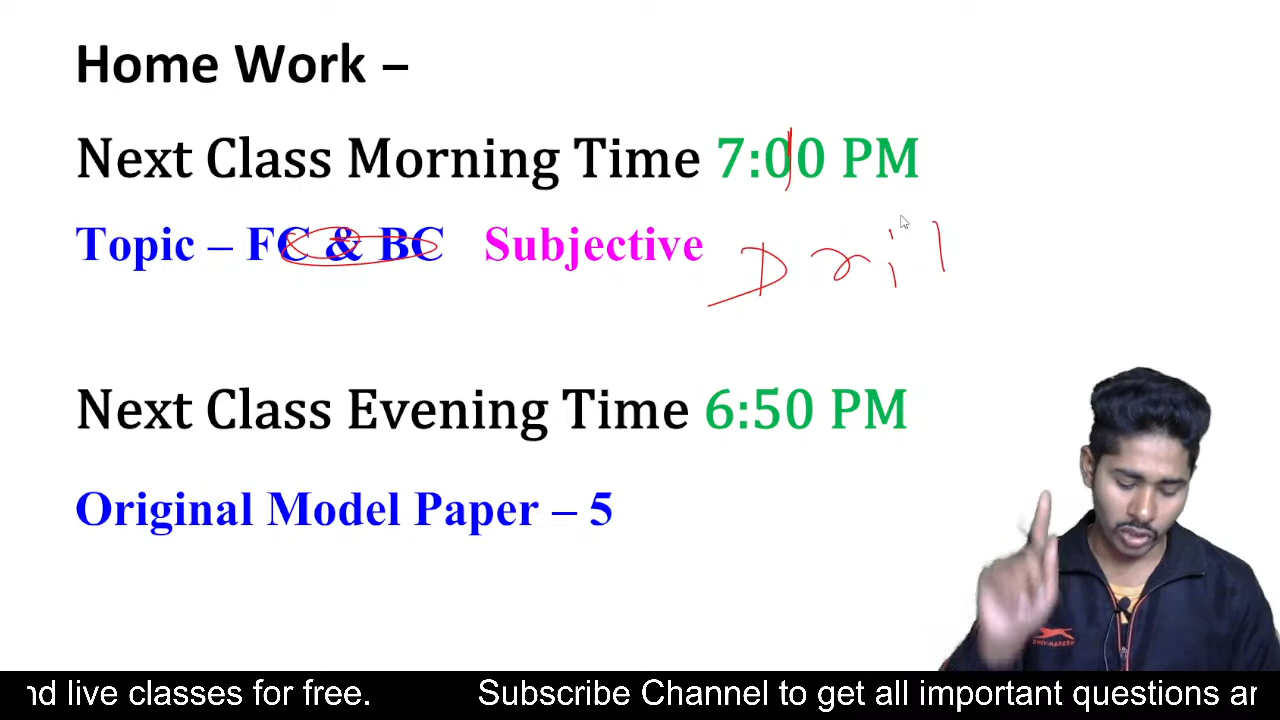 Home Work –
Next Class Morning Time 7:00 PM
Topic – FC & BC Subjective Dril
Next Class Evening Time 6:50 PM
Original Model Paper – 5
nd live classes for free. Subscribe Channel to get all important questions ar